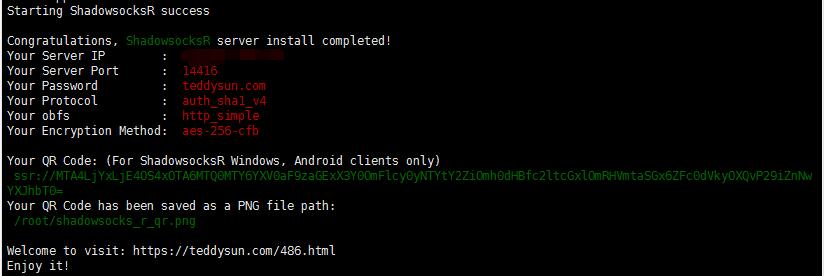 Starting ShadowsocksR success
Congratulations, ShadowsocksR server install completed!
Your Server IP        :
Your Server Port      :  14416
Your Password         :  teddysun.com
Your Protocol         :  auth_sha1_v4
Your obfs             :  http_simple
Your Encryption Method:  aes-256-cfb
Your QR Code: (For ShadowsocksR Windows, Android clients only)
Your QR Code has been saved as a PNG file path:
/root/shadowsocks_r_qr.png
Welcome to visit: https://teddysun.com/486.html
Enjoy it!